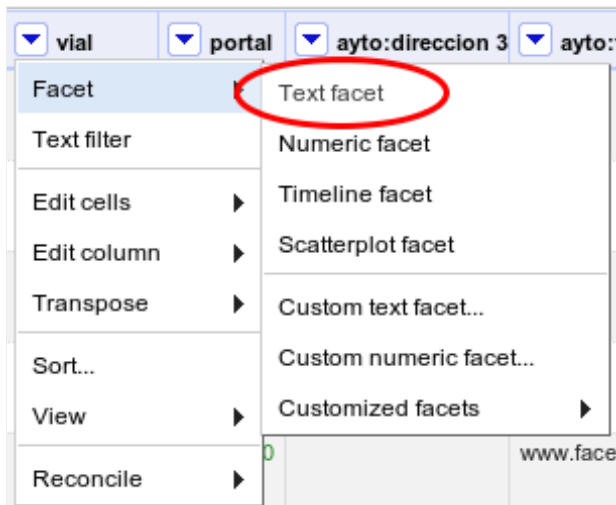 vial portal ayto:direccion 3 ayto:
Facet
Text filter
Edit cells
Edit column
Transpose
Sort...
View
Reconcile
Text facet
Numeric facet
Timeline facet
Scatterplot facet
Custom text facet...
Custom numeric facet...
Customized facets
0
www.face